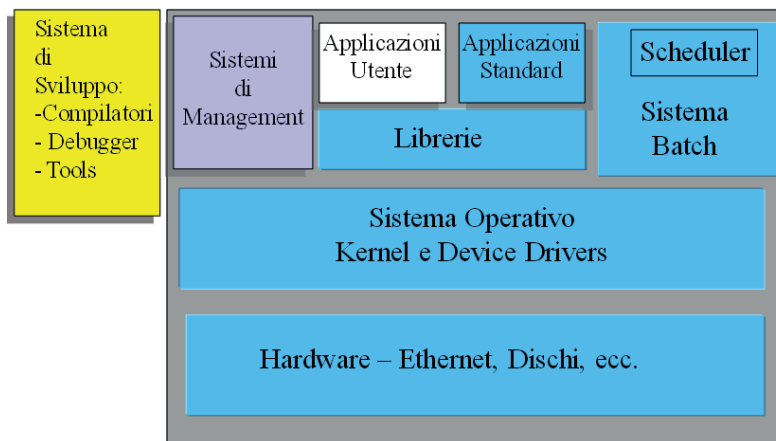 Sistema
di
Sviluppo:
-Compilatori
- Debugger
- Tools
Sistemi
di
Management
Applicazioni
Utente
Applicazioni
Standard
Librerie
Scheduler
Sistema
Batch
Sistema Operativo
Kernel e Device Drivers
Hardware – Ethernet, Dischi, ecc.